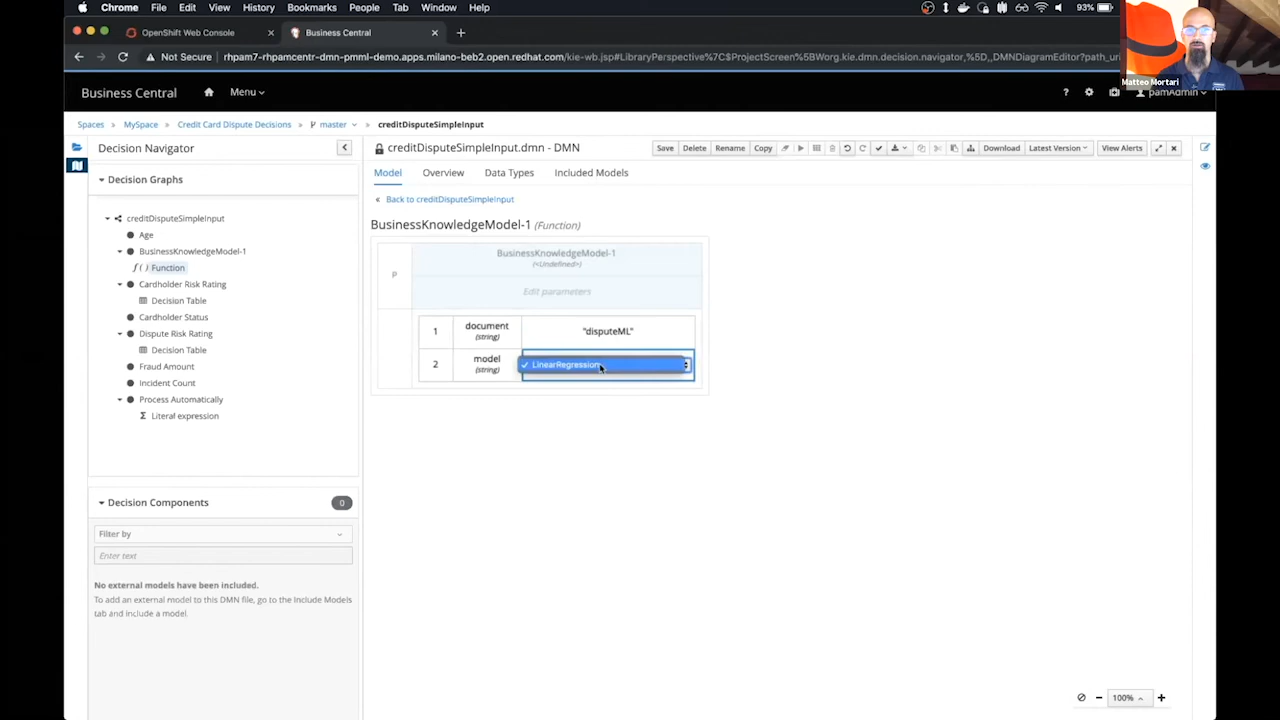 Chrome File Edit View History Bookmarks People Tab Window Help 93%
OpenShift Web Console Business Central
Not Secure rhpam7-rhpamcentr-dmn-pmml-demo.apps.milano-beb2.open.redhat.com/kie-wb.jsp#LibraryPerspective%7C$ProjectScreen%5BWorg.kle.dmn.decision.navigator,%5D,,DMNDiagramEditor?path_uri
Matteo Mortari
Business Central Menu ? pamAdmin
Spaces MySpace Credit Card Dispute Decisions master creditDisputeSimpleInput
Decision Navigator
creditDisputeSimpleInput.dmn - DMN
Save Delete Rename Copy Download Latest Version View Alerts
Decision Graphs
Model Overview Data Types Included Models
Back to creditDisputeSimpleInput
creditDisputeSimpleInput
Age
BusinessKnowledgeModel-1
f ( ) Function
Cardholder Risk Rating
Decision Table
Cardholder Status
Dispute Risk Rating
Decision Table
Fraud Amount
Incident Count
Process Automatically
Σ Literal expression
BusinessKnowledgeModel-1 (Function)
P
BusinessKnowledgeModel-1
(<Undefined>)
Edit parameters
1 document (string) "disputeML"
2 model (string) LinearRegression
Decision Components 0
Filter by
Enter text
No external models have been included.
To add an external model to this DMN file, go to the Include Models
tab and include a model.
100%